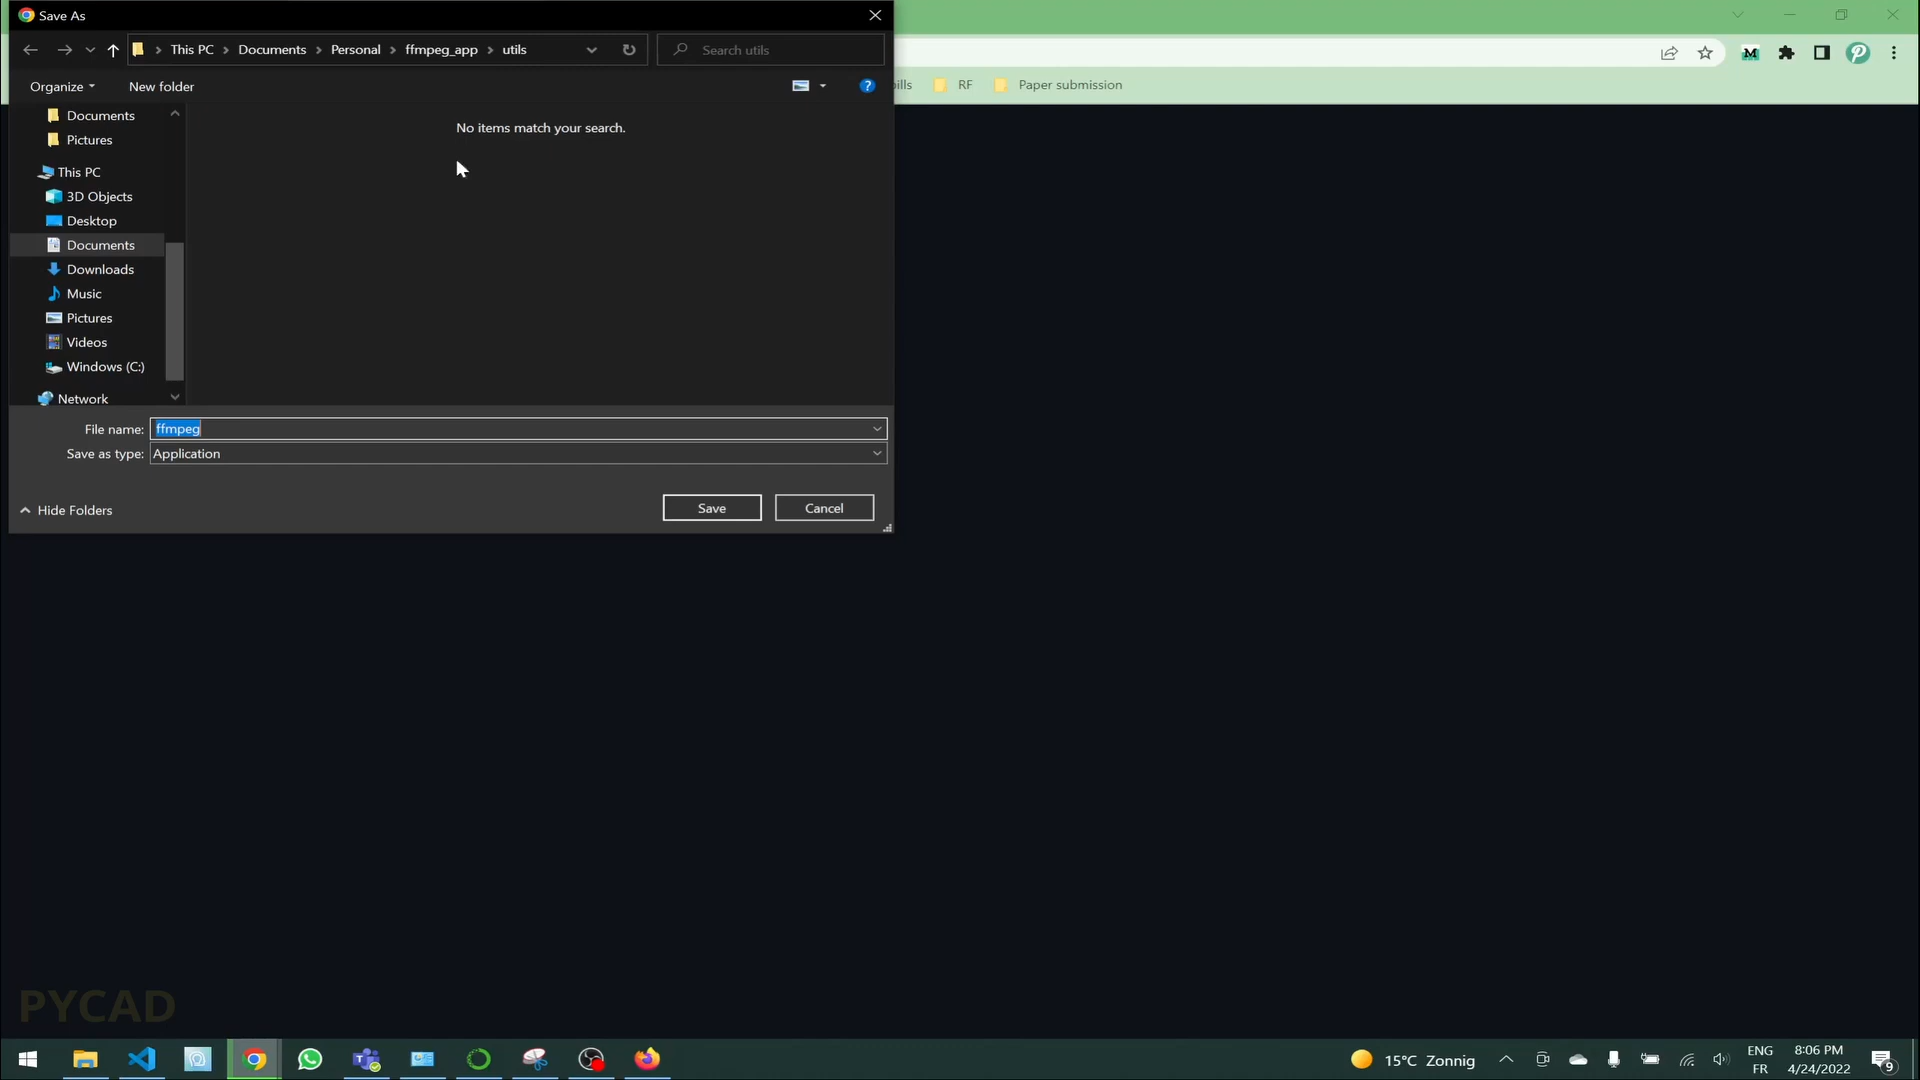 Save As
This PC Documents Personal ffmpeg_app utils
Search utils
Organize
New folder
RF
Paper submission
Documents
Pictures
This PC
3D Objects
Desktop
Documents
Downloads
Music
Pictures
Videos
Windows (C:)
Network
No items match your search.
File name: ffmpeg
Save as type: Application
Hide Folders
Save
Cancel
PYCAD
15°C Zonnig
ENG
FR
8:06 PM
4/24/2022
9